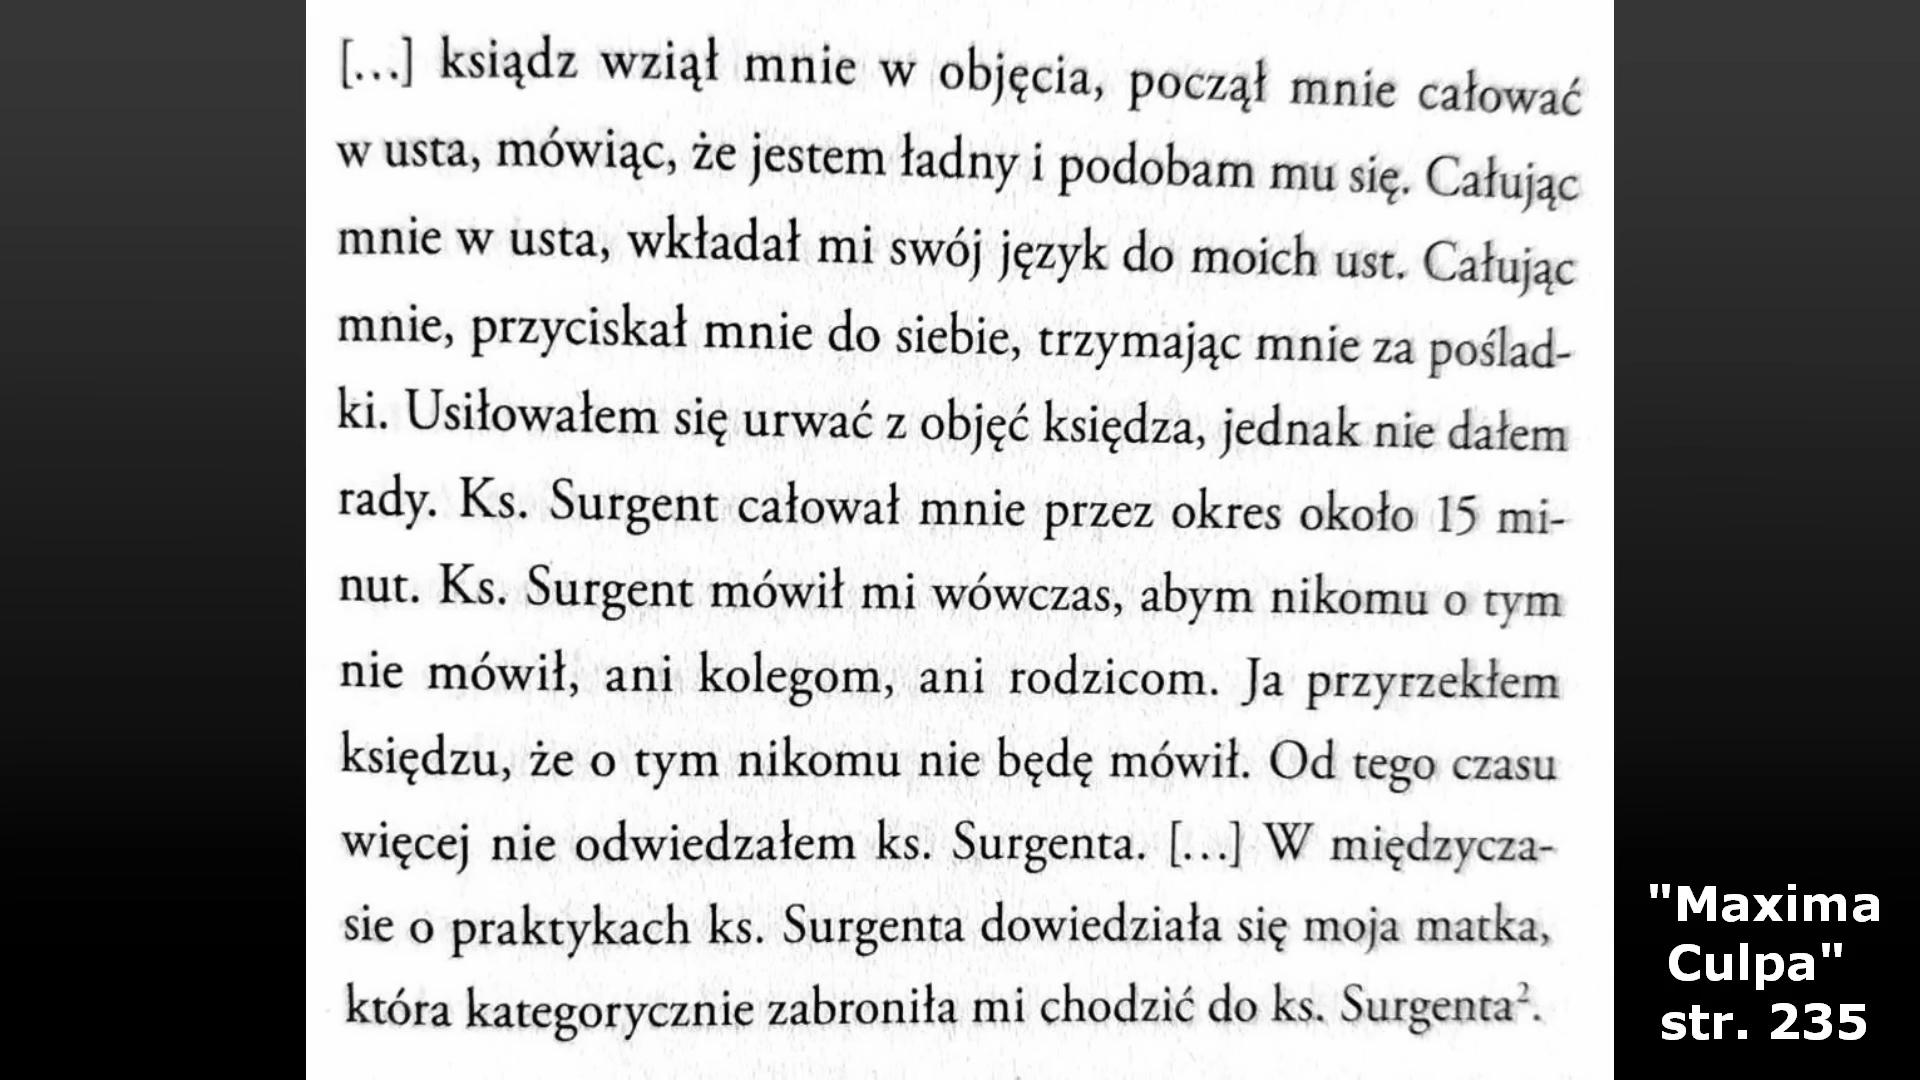 […] ksiądz wziął mnie w objęcia, począł mnie całować
w usta, mówiąc, że jestem ładny i podobam mu się. Całując
mnie w usta, wkładał mi swój język do moich ust. Całując
mnie, przyciskał mnie do siebie, trzymając mnie za poślad-
ki. Usiłowałem się urwać z objęć księdza, jednak nie dałem
rady. Ks. Surgent całował mnie przez okres około 15 mi-
nut. Ks. Surgent mówił mi wówczas, abym nikomu o tym
nie mówił, ani kolegom, ani rodzicom. Ja przyrzekłem
księdzu, że o tym nikomu nie będę mówił. Od tego czasu
więcej nie odwiedzałem ks. Surgenta. […] W międzycza-
sie o praktykach ks. Surgenta dowiedziała się moja matka,
która kategorycznie zabroniła mi chodzić do ks. Surgenta².
"Maxima
Culpa"
str. 235